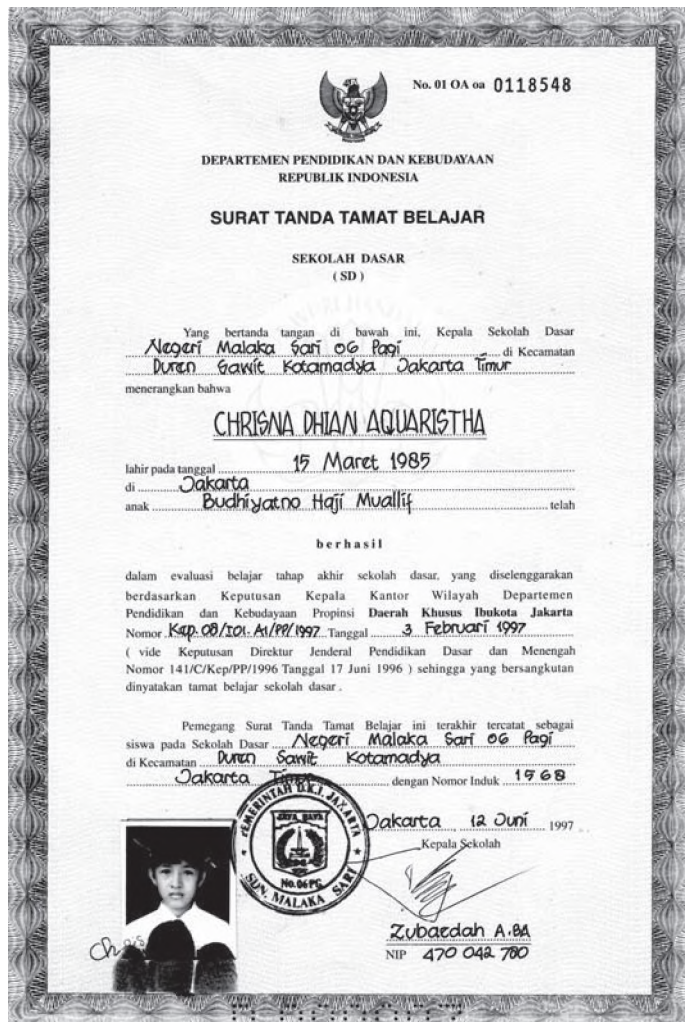 No. 01 OA oa 0118548
DEPARTEMEN PENDIDIKAN DAN KEBUDAYAAN
REPUBLIK INDONESIA
SURAT TANDA TAMAT BELAJAR
SEKOLAH DASAR
( SD )
Yang bertanda tangan di bawah ini, Kepala Sekolah Dasar
Negeri Malaka Sari 06 Pagi di Kecamatan
Duren Sawit Kotamadya Jakarta Timur
menerangkan bahwa
CHRISNA DHIAN AQUARISTHA
lahir pada tanggal 15 Maret 1985
di Jakarta
anak Budhiyatno Haji Muallif telah
berhasil
dalam evaluasi belajar tahap akhir sekolah dasar, yang diselenggarakan
berdasarkan Keputusan Kepala Kantor Wilayah Departemen
Pendidikan dan Kebudayaan Propinsi Daerah Khusus Ibukota Jakarta
Nomor Kep. 08/I01. A1/PP/1997 Tanggal 3 Februari 1997
( vide Keputusan Direktur Jenderal Pendidikan Dasar dan Menengah
Nomor 141/C/Kep/PP/1996 Tanggal 17 Juni 1996 ) sehingga yang bersangkutan
dinyatakan tamat belajar sekolah dasar .
Pemegang Surat Tanda Tamat Belajar ini terakhir tercatat sebagai
siswa pada Sekolah Dasar Negeri Malaka Sari 06 Pagi
di Kecamatan Duren Sawit Kotamadya
Jakarta Timur dengan Nomor Induk 1568
PEMERINTAH D.K.I. JAKARTA
JAYA RAYA
No. 06 PG
SDN. MALAKA SARI
Jakarta 12 Juni 1997
Kepala Sekolah
Zubaedah A.BA
NIP 470 042 780